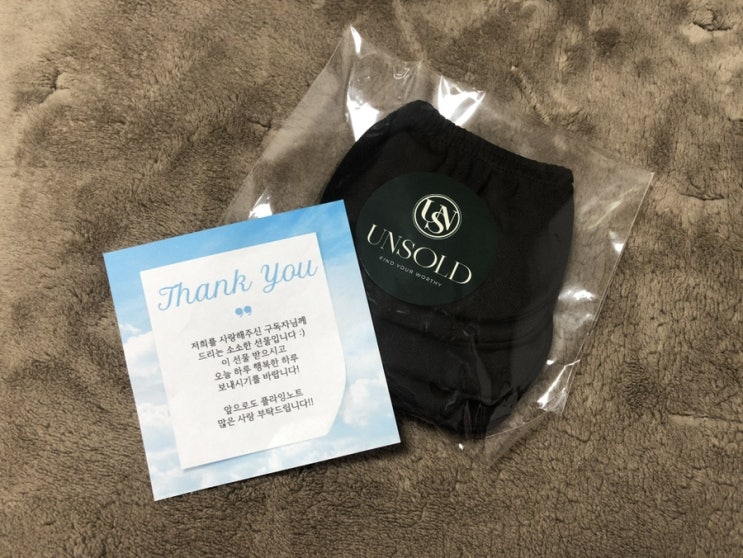 Thank You
저희를 사랑해주신 구독자님께
드리는 소소한 선물입니다 :)
이 선물 받으시고
오늘 하루 행복한 하루
보내시기를 바랍니다!
앞으로도 플라잉노트
많은 사랑 부탁드립니다!!
USN
UNSOLD
FIND YOUR WORTHY